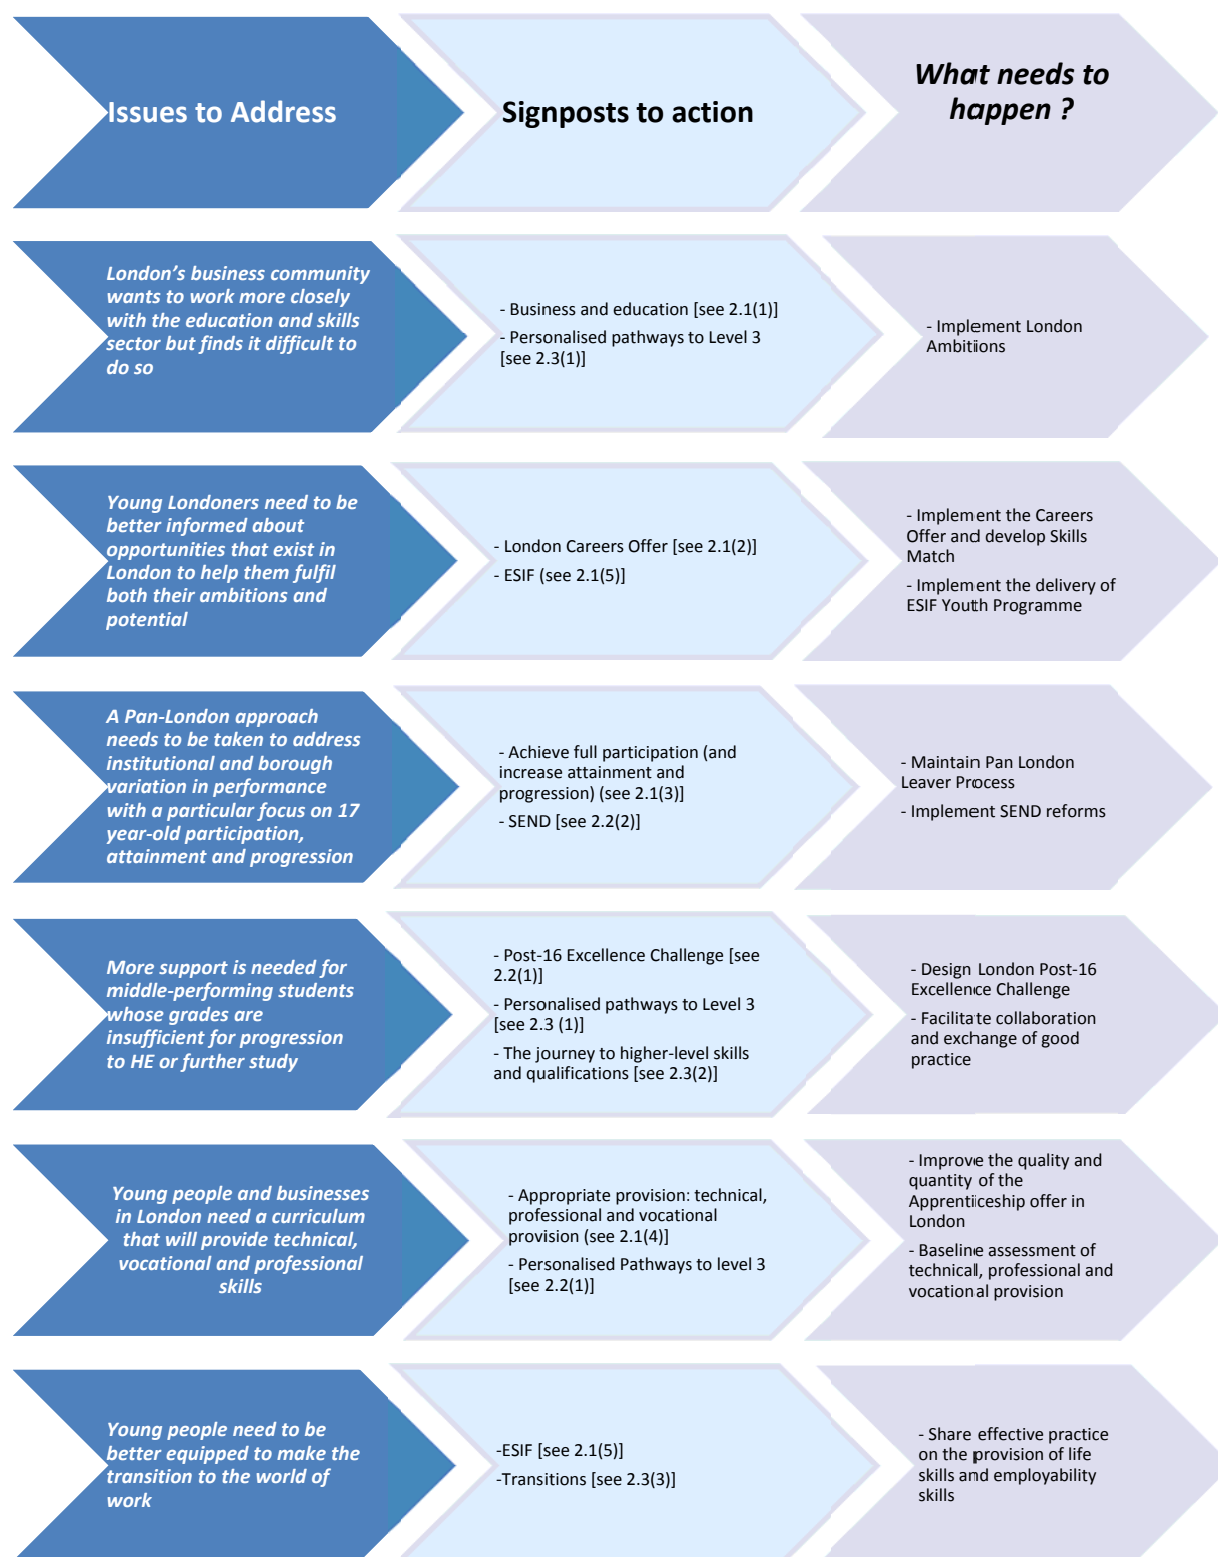 Issues to Address
Signposts to action
What needs to
happen ?
London’s business community
wants to work more closely
with the education and skills
sector but finds it difficult to
do so
- Business and education [see 2.1(1)]
- Personalised pathways to Level 3
[see 2.3(1)]
- Implement London
Ambitions
Young Londoners need to be
better informed about
opportunities that exist in
London to help them fulfil
both their ambitions and
potential
- London Careers Offer [see 2.1(2)]
- ESIF (see 2.1(5)]
- Implement the Careers
Offer and develop Skills
Match
- Implement the delivery of
ESIF Youth Programme
A Pan-London approach
needs to be taken to address
institutional and borough
variation in performance
with a particular focus on 17
year-old participation,
attainment and progression
- Achieve full participation (and
increase attainment and
progression) (see 2.1(3)]
- SEND [see 2.2(2)]
- Maintain Pan London
Leaver Process
- Implement SEND reforms
More support is needed for
middle-performing students
whose grades are
insufficient for progression
to HE or further study
- Post-16 Excellence Challenge [see
2.2(1)]
- Personalised pathways to Level 3
[see 2.3 (1)]
- The journey to higher-level skills
and qualifications [see 2.3(2)]
- Design London Post-16
Excellence Challenge
- Facilitate collaboration
and exchange of good
practice
Young people and businesses
in London need a curriculum
that will provide technical,
vocational and professional
skills
- Appropriate provision: technical,
professional and vocational
provision (see 2.1(4)]
- Personalised Pathways to level 3
[see 2.2(1)]
- Improve the quality and
quantity of the
Apprenticeship offer in
London
- Baseline assessment of
technical, professional and
vocational provision
Young people need to be
better equipped to make the
transition to the world of
work
-ESIF [see 2.1(5)]
-Transitions [see 2.3(3)]
- Share effective practice
on the provision of life
skills and employability
skills